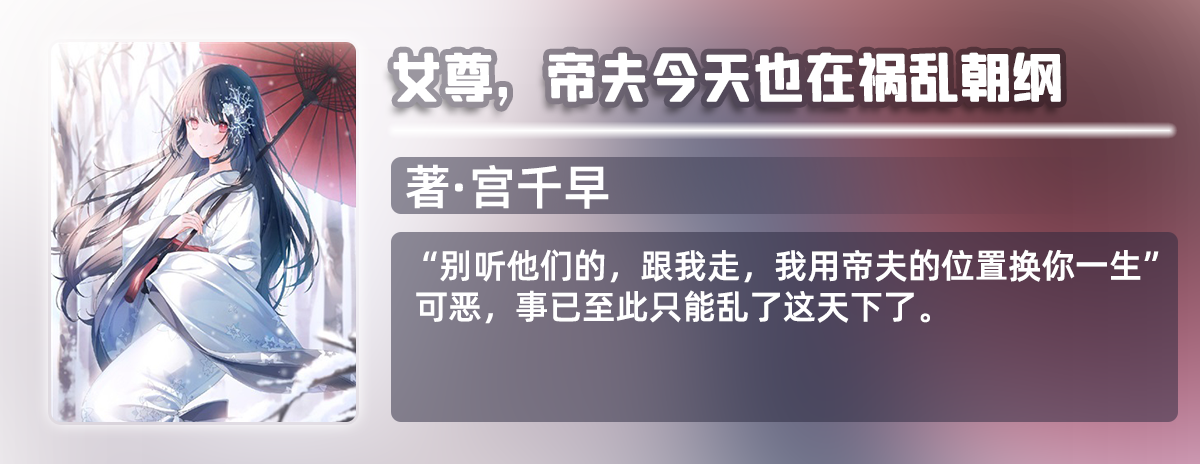 女尊，帝夫今天也在祸乱朝纲
著·宫千早
“别听他们的，跟我走，我用帝夫的位置换你一生”
可恶，事已至此只能乱了这天下了。